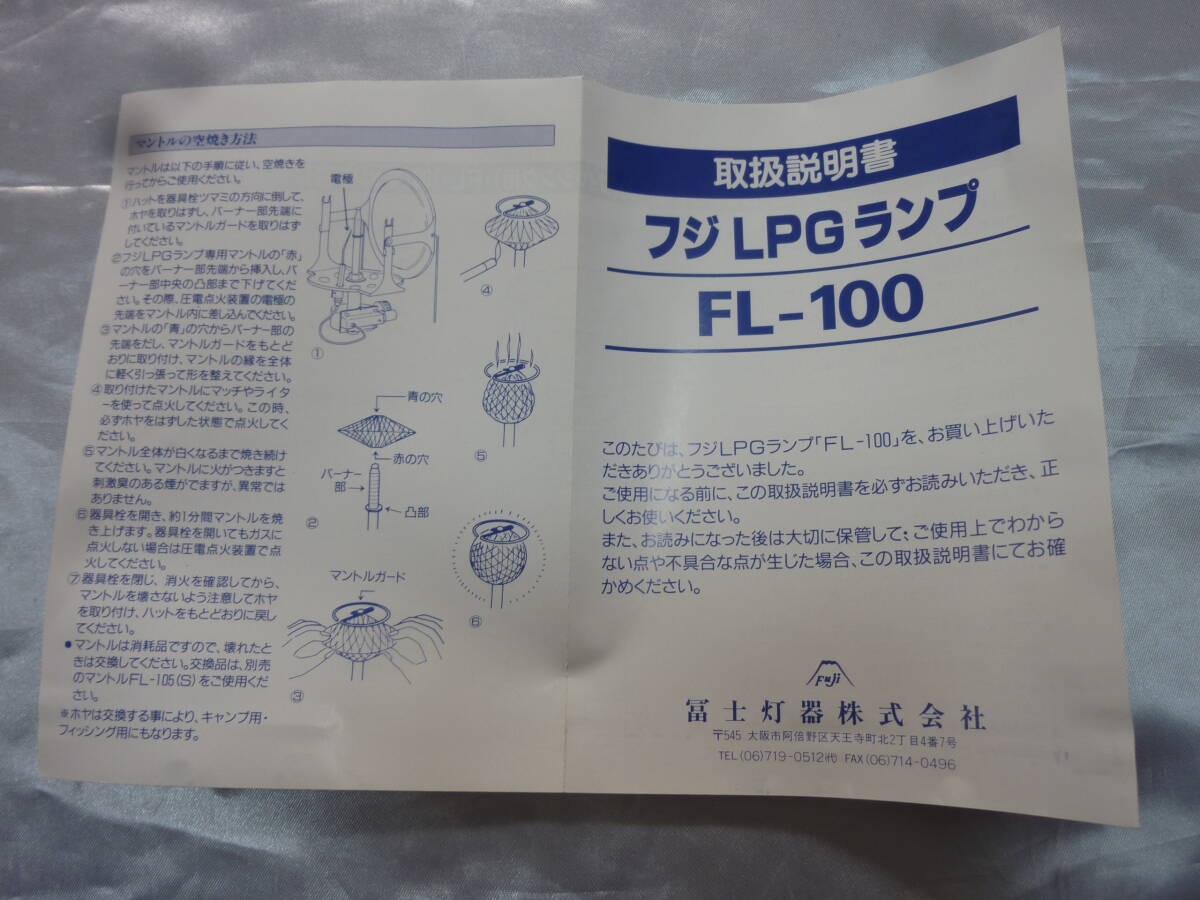 マントルの空焼き方法
マントルは以下の手順に従い、空焼きを
行ってからご使用ください。
①ハットを器具栓ツマミの方向に倒して、
ホヤを取りはずし、バーナー部先端に
付いているマントルガードを取りはず
してください。
②フジLPGランプ専用マントルの「赤」
の穴をバーナー部先端から挿入し、バ
ーナー部中央の凸部まで下げてくだ
さい。その際、圧電点火装置の電極の
先端をマントル内に差し込んでください。
③マントルの「青」の穴からバーナー部の
先端をだし、マントルガードをもとど
おりに取り付け、マントルの縁を全体
に軽く引っ張って形を整えてください。
④取り付けたマントルにマッチやライタ
ーを使って点火してください。この時、
必ずホヤをはずした状態で点火してく
ださい。
⑤マントル全体が白くなるまで焼き続け
てください。マントルに火がつきますと
刺激臭のある煙がでますが、異常では
ありません。
⑥器具栓を開き、約1分間マントルを焼
き上げます。器具栓を開いてもガスに
点火しない場合は圧電点火装置で点
火してください。
⑦器具栓を閉じ、消火を確認してから、
マントルを壊さないよう注意してホヤ
を取り付け、ハットをもとどおりに戻し
てください。
●マントルは消耗品ですので、壊れたと
きは交換してください。交換品は、別売
のマントルFL-105(S)をご使用くだ
さい。
※ホヤは交換する事により、キャンプ用・
フィッシング用にもなります。
電極
①
青の穴
赤の穴
バーナー
部
凸部
②
マントルガード
③
④
⑤
⑥
取扱説明書
フジLPGランプ
FL-100
このたびは、フジLPGランプ「FL-100」を、お買い上げいた
だきありがとうございました。
ご使用になる前に、この取扱説明書を必ずお読みいただき、正
しくお使いください。
また、お読みになった後は大切に保管して、ご使用上でわから
ない点や不具合な点が生じた場合、この取扱説明書にてお確
かめください。
Fuji
冨士灯器株式会社
〒545 大阪市阿倍野区天王寺町北2丁目4番7号
TEL(06)719-0512㈹ FAX(06)714-0496